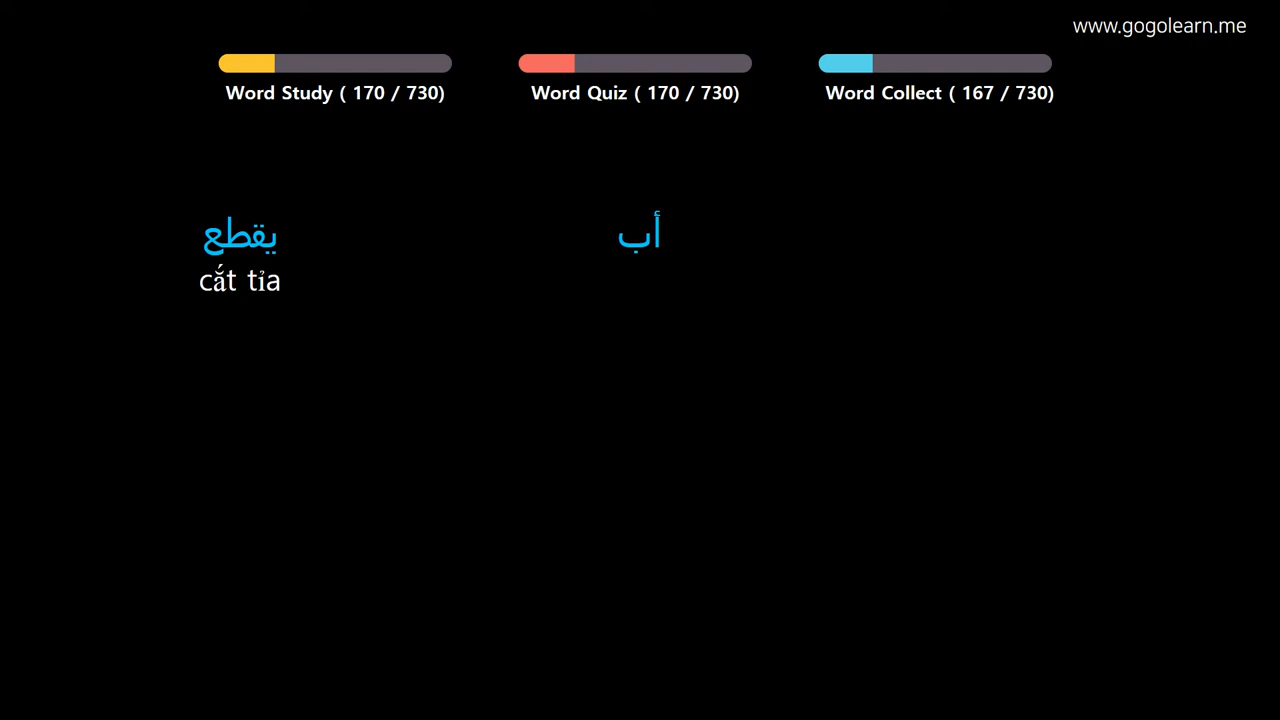 www.gogolearn.me
Word Study ( 170 / 730)
Word Quiz ( 170 / 730)
Word Collect ( 167 / 730)
يقطع
cắt tỉa
أب